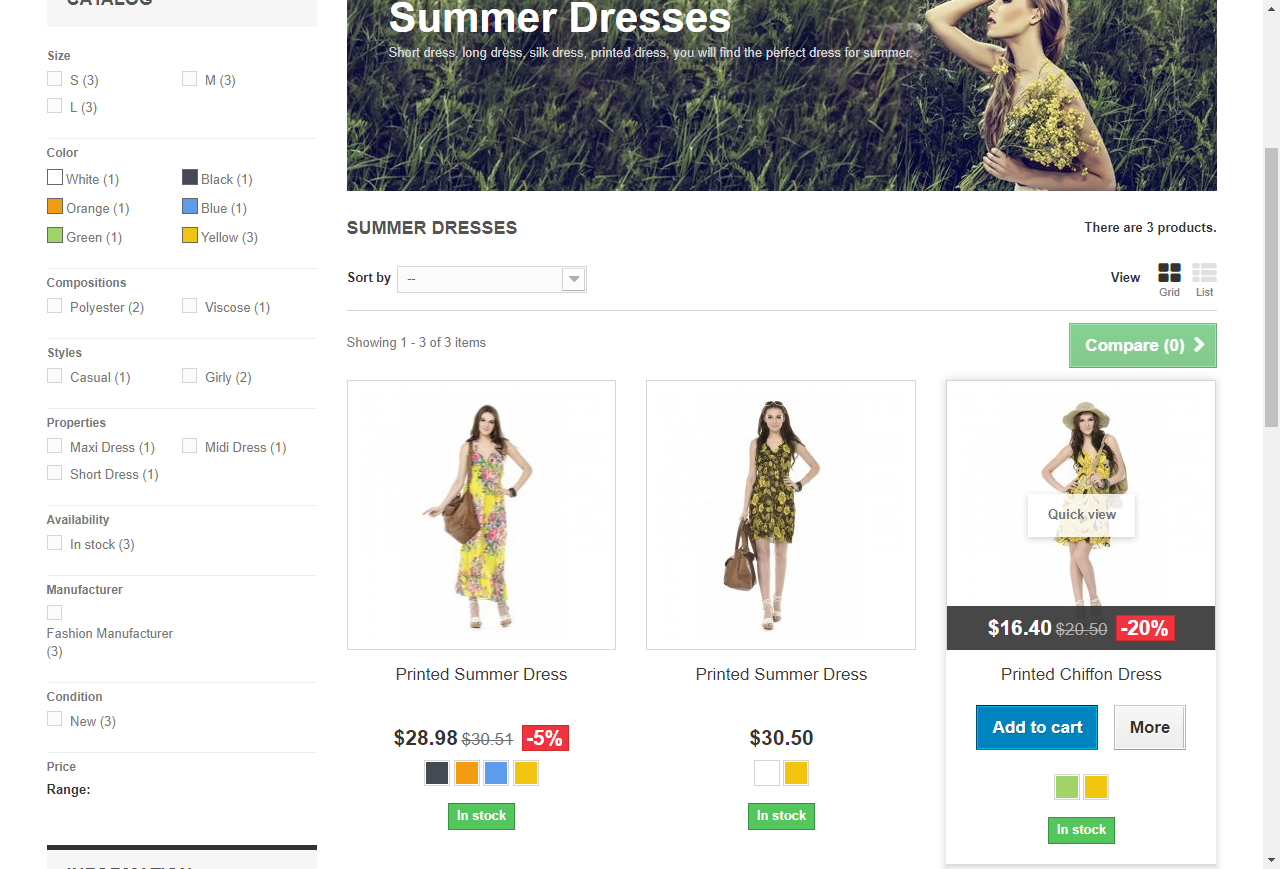 CATALOG
Size
S (3)
M (3)
L (3)
Color
White (1)
Black (1)
Orange (1)
Blue (1)
Green (1)
Yellow (3)
Compositions
Polyester (2)
Viscose (1)
Styles
Casual (1)
Girly (2)
Properties
Maxi Dress (1)
Midi Dress (1)
Short Dress (1)
Availability
In stock (3)
Manufacturer
Fashion Manufacturer
(3)
Condition
New (3)
Price
Range:
INFORMATION
Summer Dresses
Short dress, long dress, silk dress, printed dress, you will find the perfect dress for summer.
SUMMER DRESSES
There are 3 products.
Sort by
--
View
Grid
List
Showing 1 - 3 of 3 items
Compare (0)
Printed Summer Dress
$28.98 $30.51 -5%
In stock
Printed Summer Dress
$30.50
In stock
Quick view
$16.40 $20.50 -20%
Printed Chiffon Dress
Add to cart
More
In stock